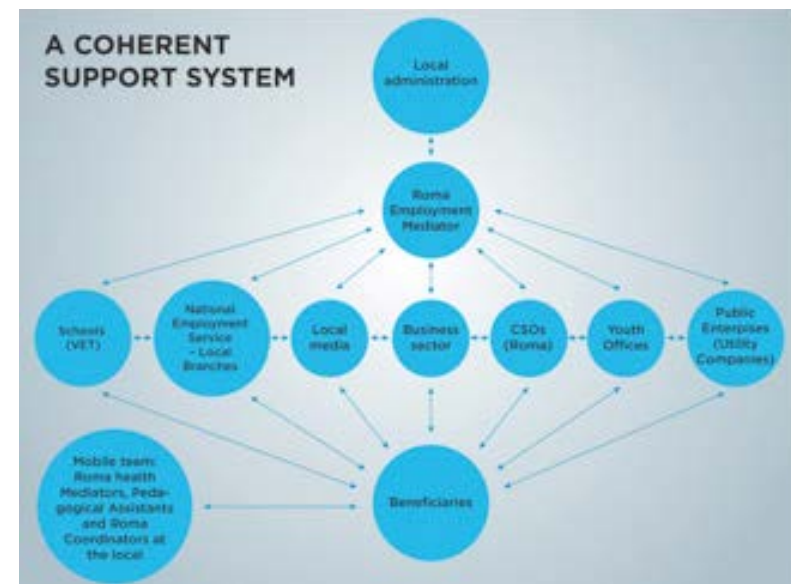 A COHERENT
SUPPORT SYSTEM
Local
administration
Roma
Employment
Mediator
Schools
(VET)
National
Employment
Service
- Local
Branches
Local
media
Business
sector
CSOs
(Roma)
Youth
Offices
Public
Enterpises
(Utility
Companies)
Mobile team:
Roma health
Mediators, Peda-
gogical Assistants
and Roma
Coordinators at
the local
Beneficiaries